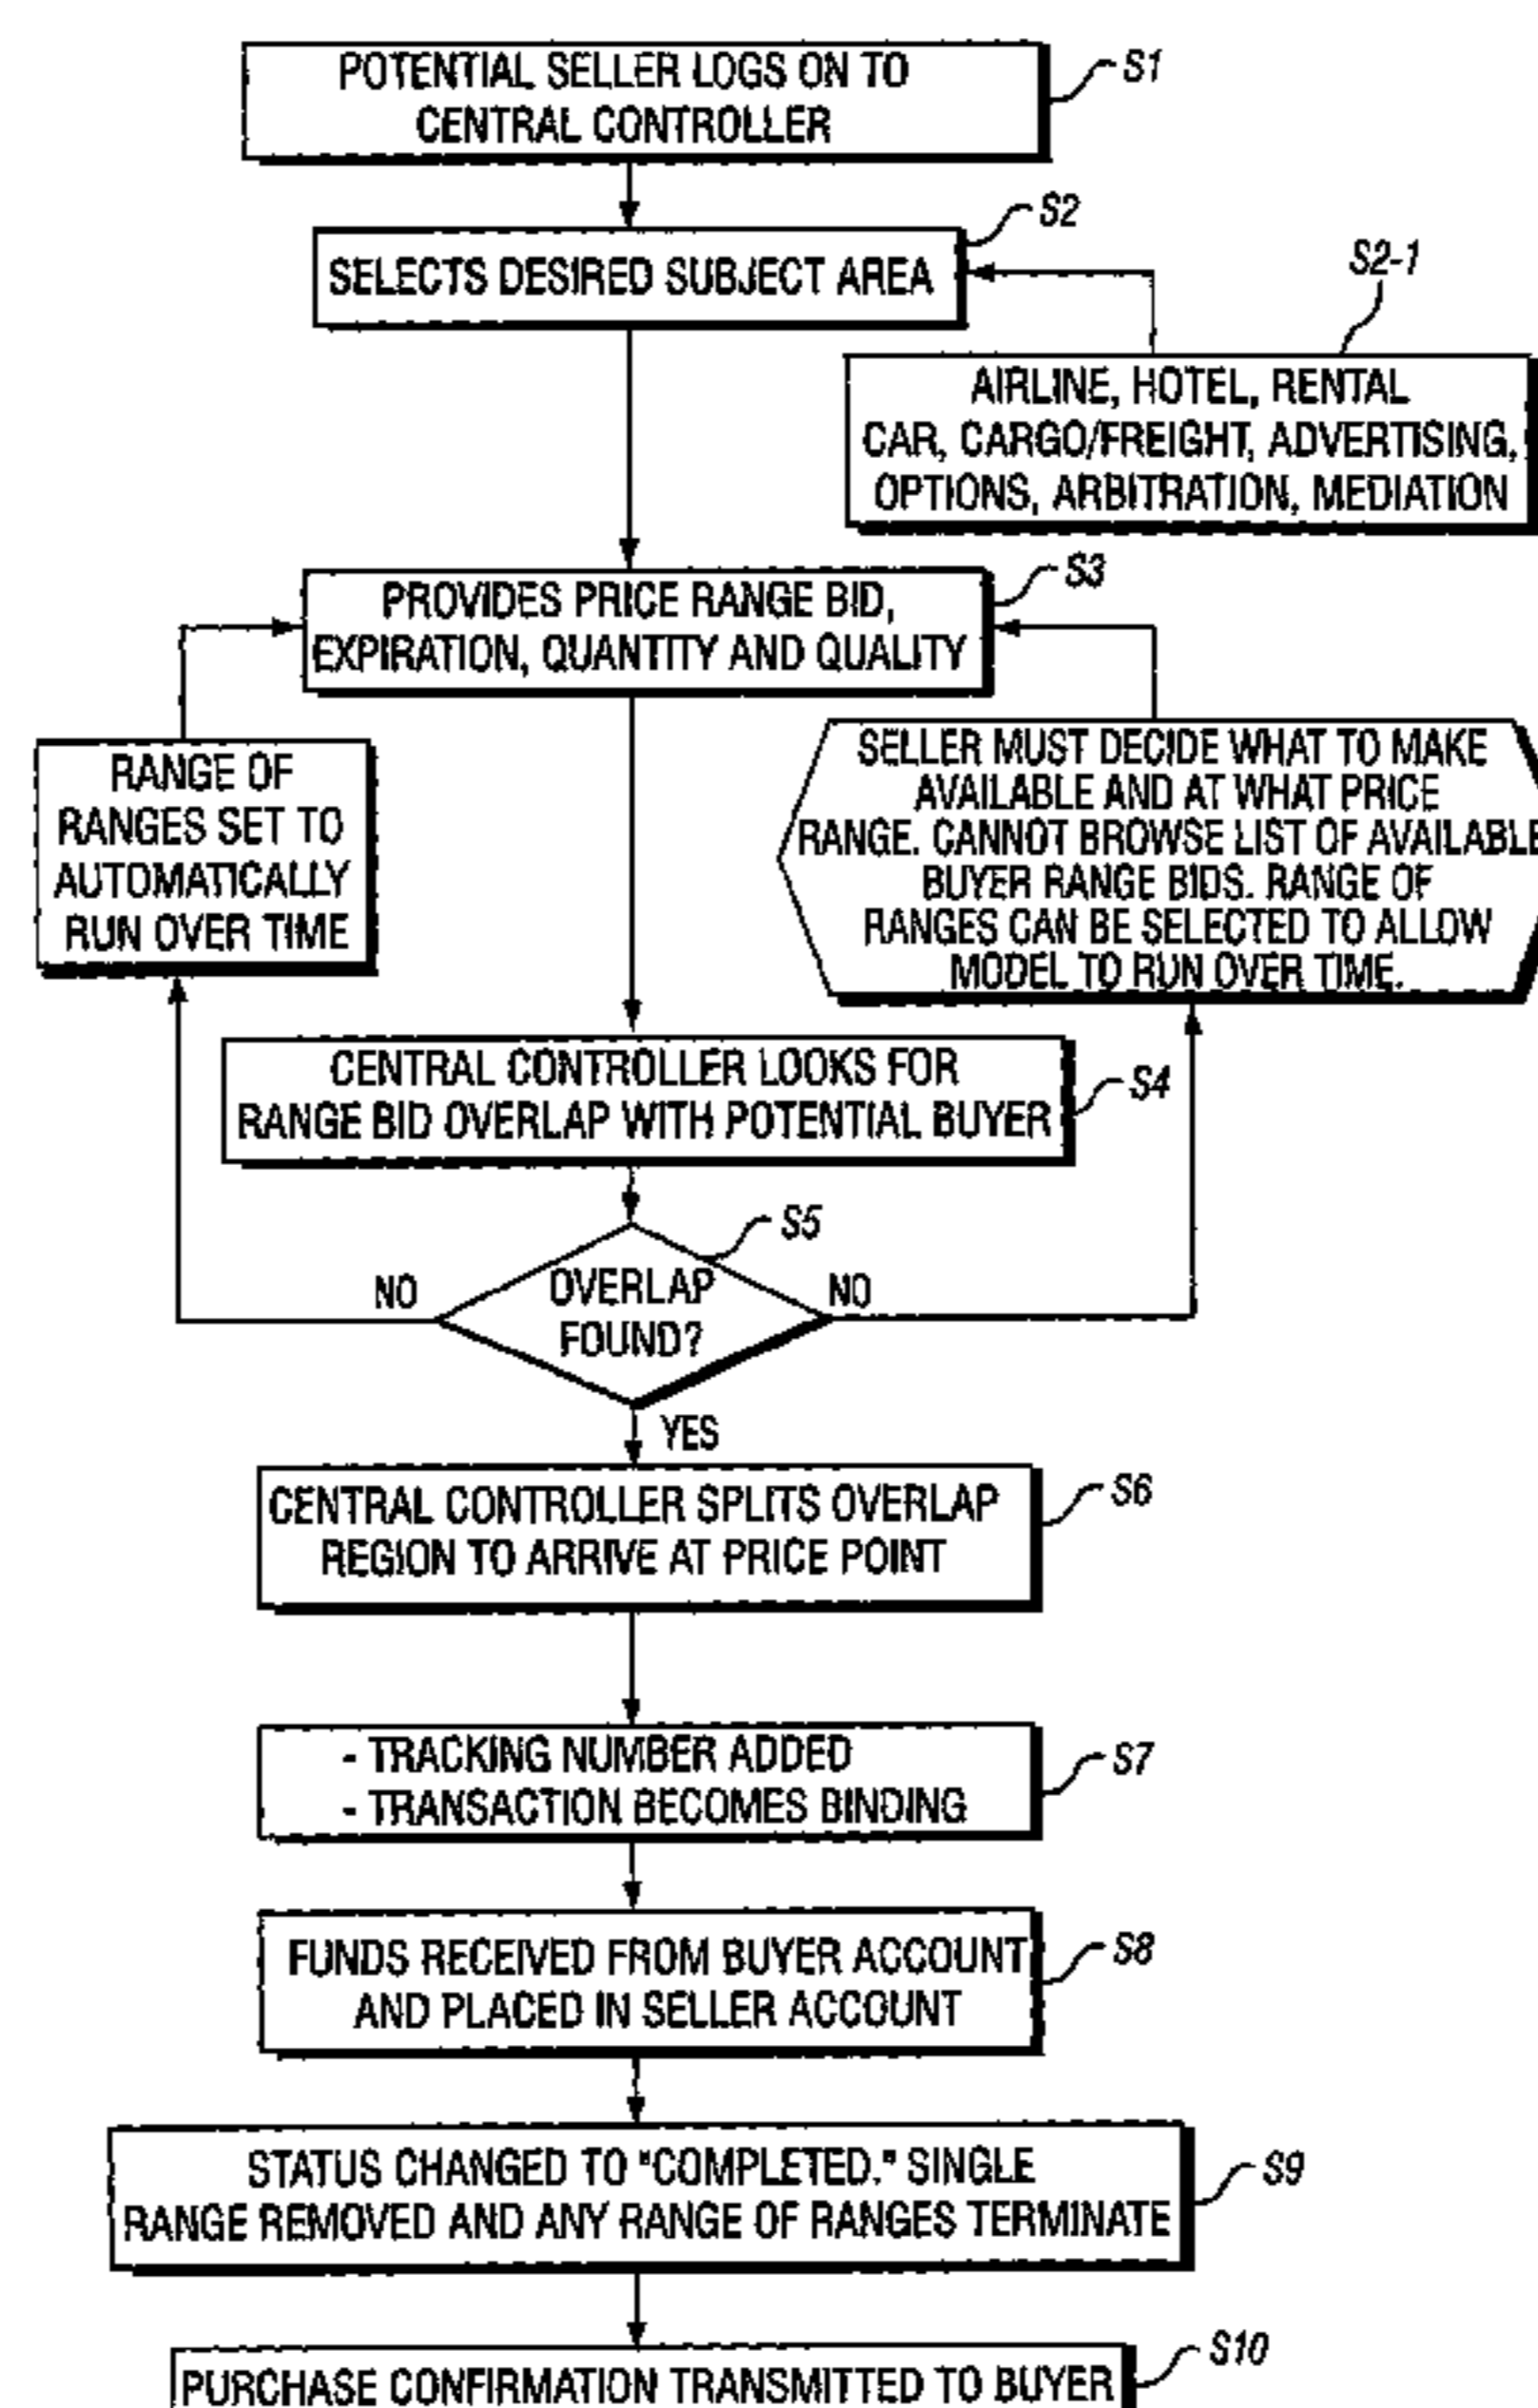 POTENTIAL SELLER LOGS ON TO
CENTRAL CONTROLLER
S1
SELECTS DESIRED SUBJECT AREA
S2
S2-1
AIRLINE, HOTEL, RENTAL
CAR, CARGO/FREIGHT, ADVERTISING,
OPTIONS, ARBITRATION, MEDIATION
PROVIDES PRICE RANGE BID,
EXPIRATION, QUANTITY AND QUALITY
S3
RANGE OF
RANGES SET TO
AUTOMATICALLY
RUN OVER TIME
SELLER MUST DECIDE WHAT TO MAKE
AVAILABLE AND AT WHAT PRICE
RANGE. CANNOT BROWSE LIST OF AVAILABLE
BUYER RANGE BIDS. RANGE OF
RANGES CAN BE SELECTED TO ALLOW
MODEL TO RUN OVER TIME.
CENTRAL CONTROLLER LOOKS FOR
RANGE BID OVERLAP WITH POTENTIAL BUYER
S4
S5
NO
OVERLAP
FOUND?
NO
YES
CENTRAL CONTROLLER SPLITS OVERLAP
REGION TO ARRIVE AT PRICE POINT
S6
- TRACKING NUMBER ADDED
- TRANSACTION BECOMES BINDING
S7
FUNDS RECEIVED FROM BUYER ACCOUNT
AND PLACED IN SELLER ACCOUNT
S8
STATUS CHANGED TO "COMPLETED." SINGLE
RANGE REMOVED AND ANY RANGE OF RANGES TERMINATE
S9
PURCHASE CONFIRMATION TRANSMITTED TO BUYER
S10